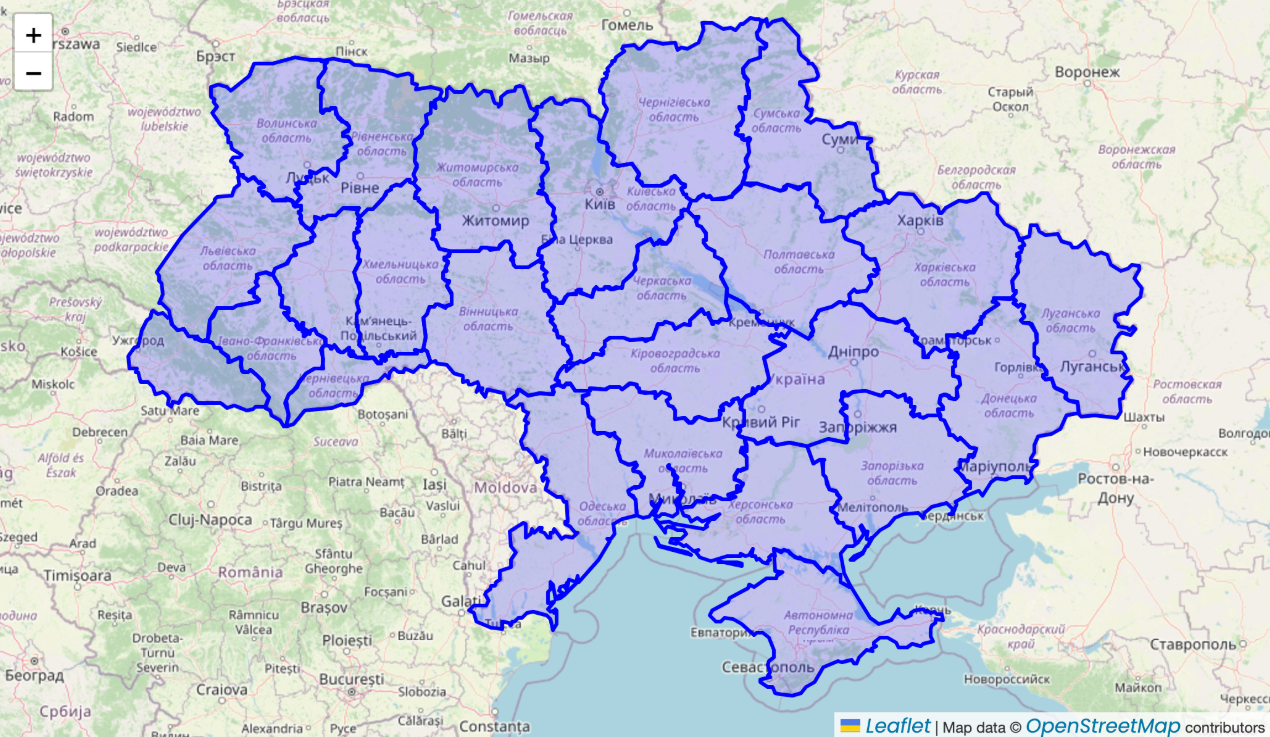 +
−
Брэсцкая
вобласць
Гомельская
вобласць
Гомель
rszawa
Siedlce
Брэст
Пінск
Мазыр
Курская
область
Воронеж
Старый
Оскол
Radom
województwo
lubelskie
Волинська
область
Рівненська
область
Чернігівська
область
Сумська
область
Суми
Воронежская
область
województwo
świętokrzyskie
Луцьк
Рівне
Житомирська
область
Київ
Київська
область
Белгородская
область
wice
Житомир
Біла Церква
Харків
województwo
podkarpackie
Львівська
область
Хмельницька
область
Черкаська
область
Полтавська
область
Харківська
область
Prešovský
kraj
Košice
Ужгород
Івано-Франківська
область
Кам'янець-
Подільський
Вінницька
область
Кременчук
Луганська
область
Краматорськ
Кіровоградська
область
Дніпро
Україна
Горлівка
Луганськ
Miskolc
Чернівецька
область
Донецька
область
Ростовская
область
Satu Mare
Botoșani
Debrecen
Baia Mare
Suceava
Bălți
Кривий Ріг
Запоріжжя
Шахты
Волгодо
Новочеркасск
Alföld és
Észak
Zalău
Миколаївська
область
Запорізька
область
Маріуполь
Ростов-на-
Дону
Oradea
Bistrița
Piatra Neamț
Iași
Moldova
Миколаїв
Cluj-Napoca
Târgu Mureș
Bacău
Vaslui
Одеська
область
Херсонська
область
Мелітополь
Бердянськ
Szeged
Arad
Bârlad
Timișoara
Deva
România
Sfântu
Gheorghe
Cahul
Focșani
Galați
Reșița
Râmnicu
Vâlcea
Brașov
Tulcea
Автономна
Республіка
Крим
Керчь
Евпатория
Краснодарский
край
Ставрополь
Drobeta-
Turnu
Severin
Ploiești
Buzău
Београд
Pitești
București
Slobozia
Севастополь
Новороссийск
Майкоп
Craiova
Călărași
Србија
Alexandria
Русе
Constanța
Черкесс
Видин
Leaflet | Map data © OpenStreetMap contributors